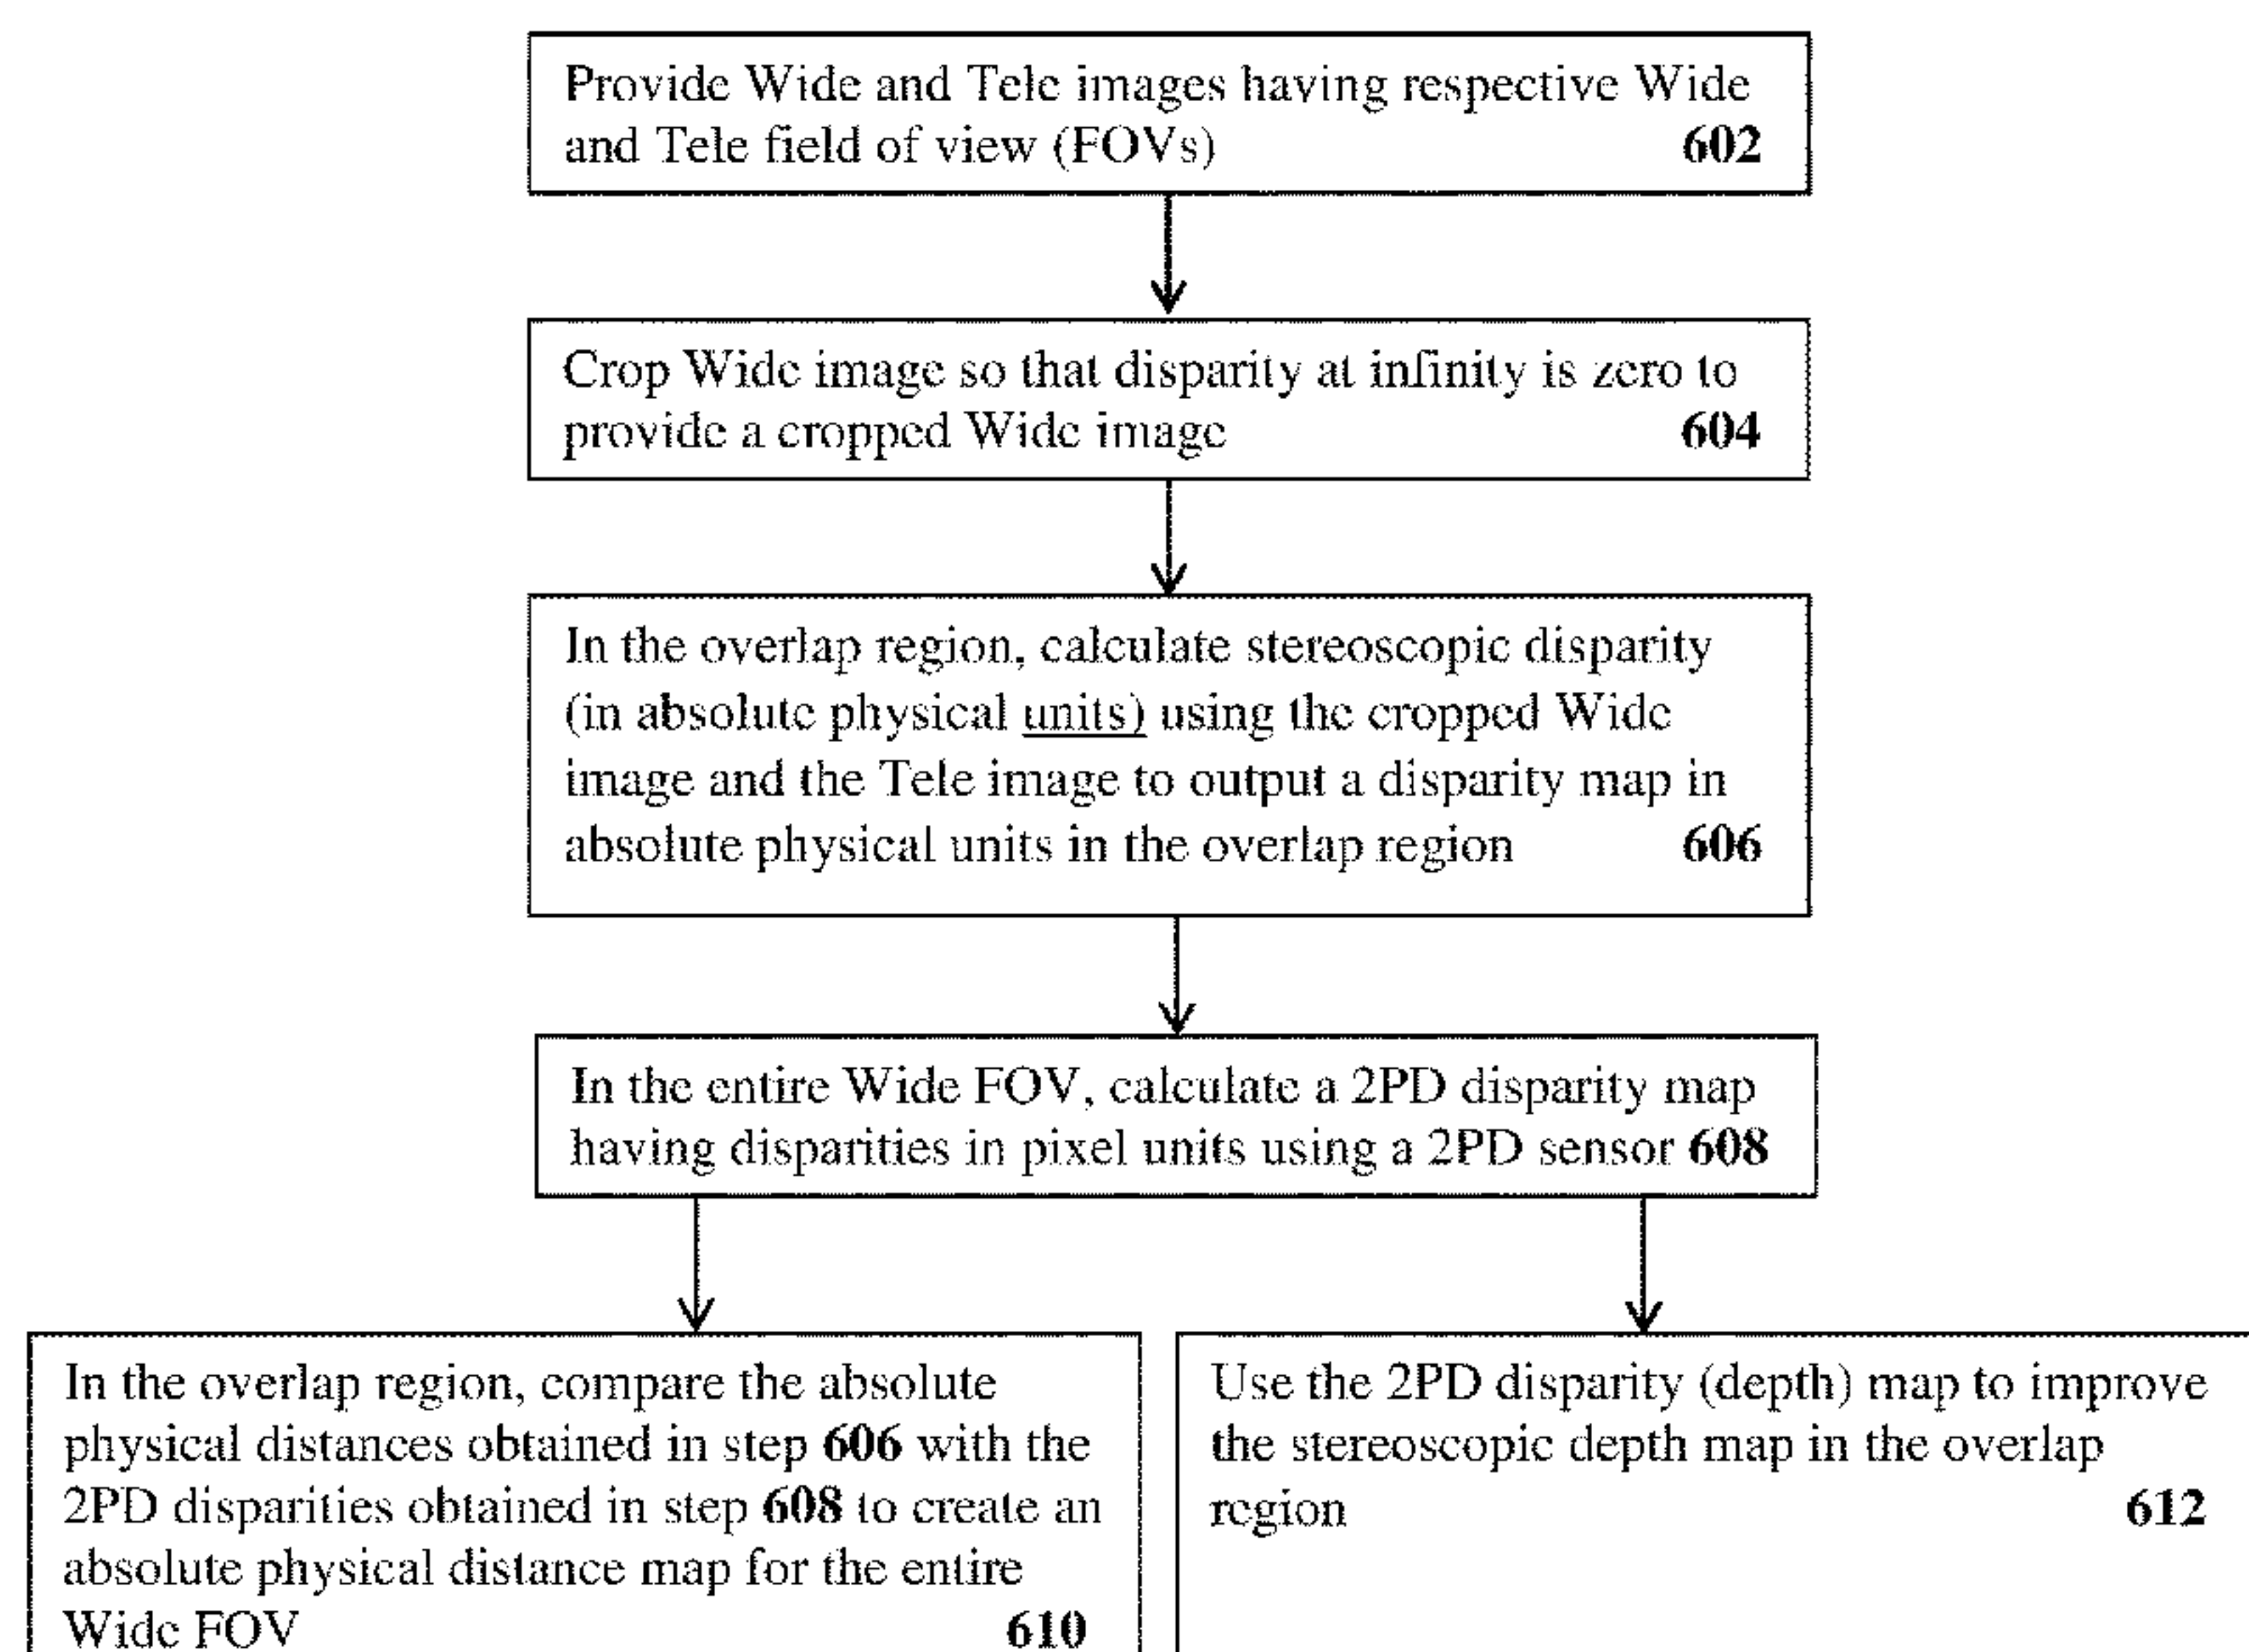 Provide Wide and Tele images having respective Wide
and Tele field of view (FOVs) 602
Crop Wide image so that disparity at infinity is zero to
provide a cropped Wide image 604
In the overlap region, calculate stereoscopic disparity
(in absolute physical units) using the cropped Wide
image and the Tele image to output a disparity map in
absolute physical units in the overlap region 606
In the entire Wide FOV, calculate a 2PD disparity map
having disparities in pixel units using a 2PD sensor 608
In the overlap region, compare the absolute
physical distances obtained in step 606 with the
2PD disparities obtained in step 608 to create an
absolute physical distance map for the entire
Wide FOV 610
Use the 2PD disparity (depth) map to improve
the stereoscopic depth map in the overlap
region 612